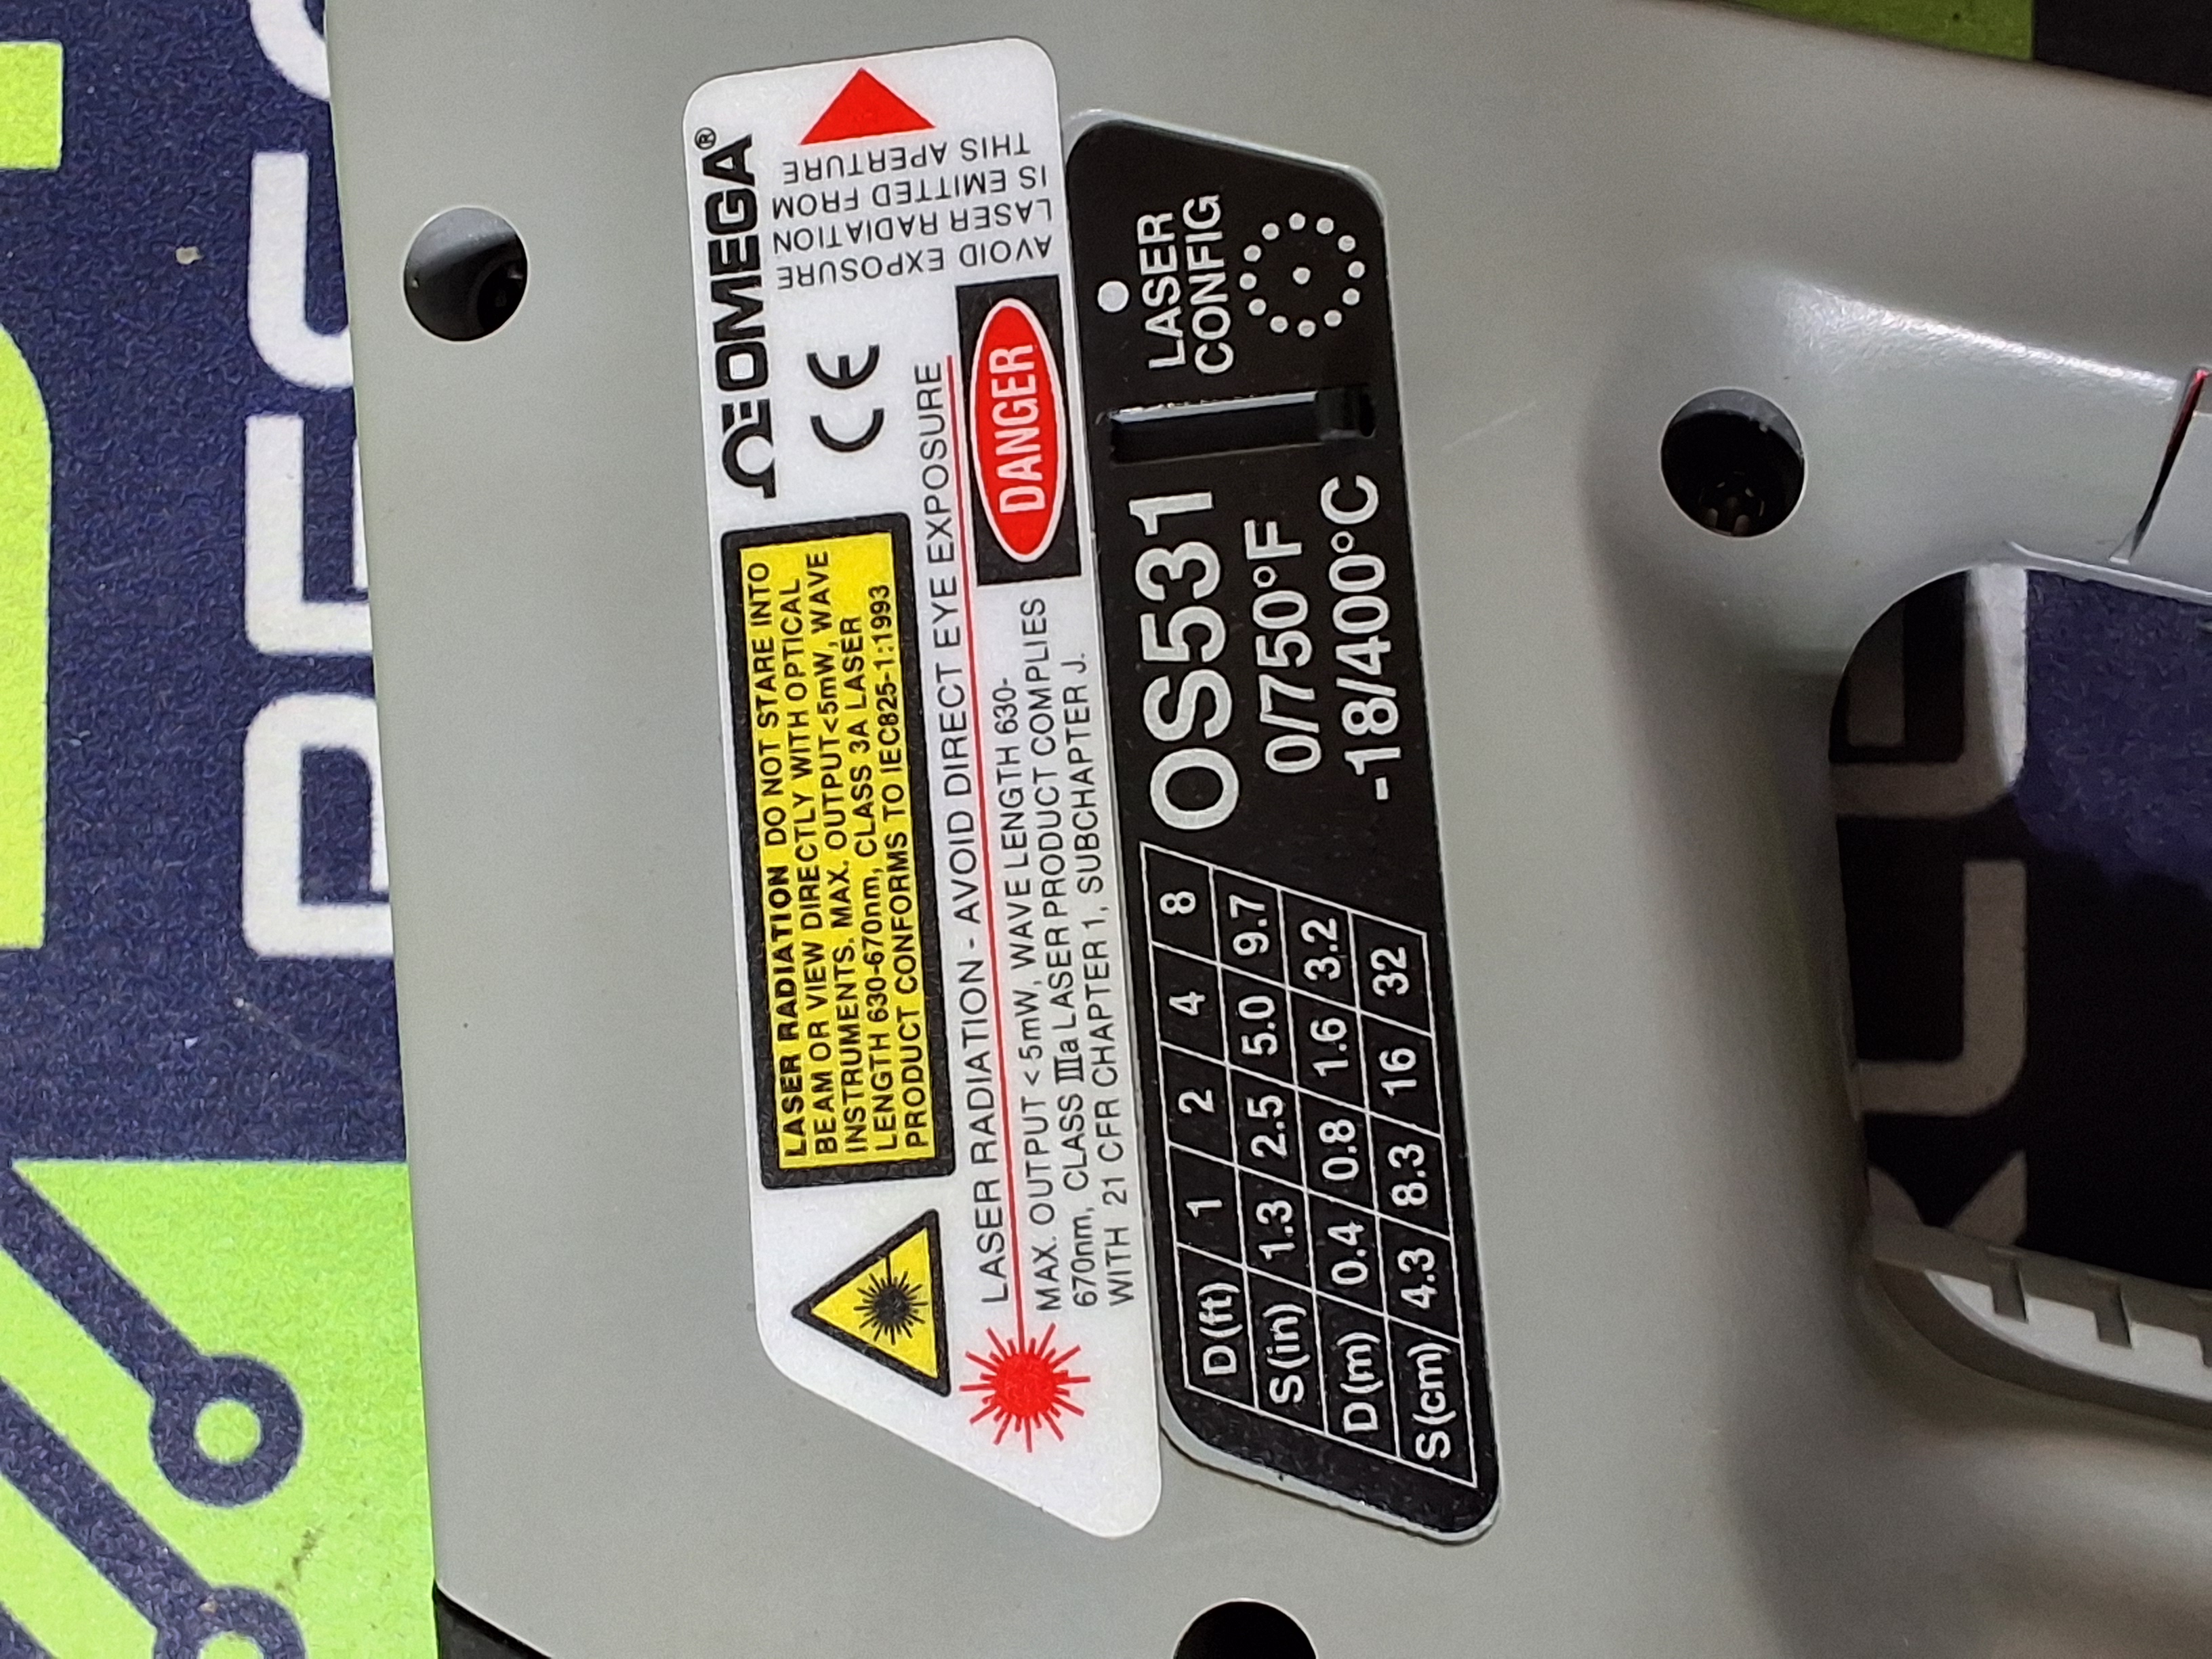 ΩEOMEGA®
CE
LASER RADIATION DO NOT STARE INTO
BEAM OR VIEW DIRECTLY WITH OPTICAL
INSTRUMENTS. MAX. OUTPUT<5mW, WAVE
LENGTH 630-670nm, CLASS 3A LASER
PRODUCT CONFORMS TO IEC825-1:1993
LASER RADIATION - AVOID DIRECT EYE EXPOSURE
MAX. OUTPUT < 5mW, WAVE LENGTH 630-
670nm, CLASS IIIa LASER PRODUCT COMPLIES
WITH 21 CFR CHAPTER 1, SUBCHAPTER J.
DANGER
AVOID EXPOSURE
LASER RADIATION
IS EMITTED FROM
THIS APERTURE
D(ft) 1 2 4 8
S(in) 1.3 2.5 5.0 9.7
D(m) 0.4 0.8 1.6 3.2
S(cm) 4.3 8.3 16 32
OS531
0/750°F
-18/400°C
LASER
CONFIG